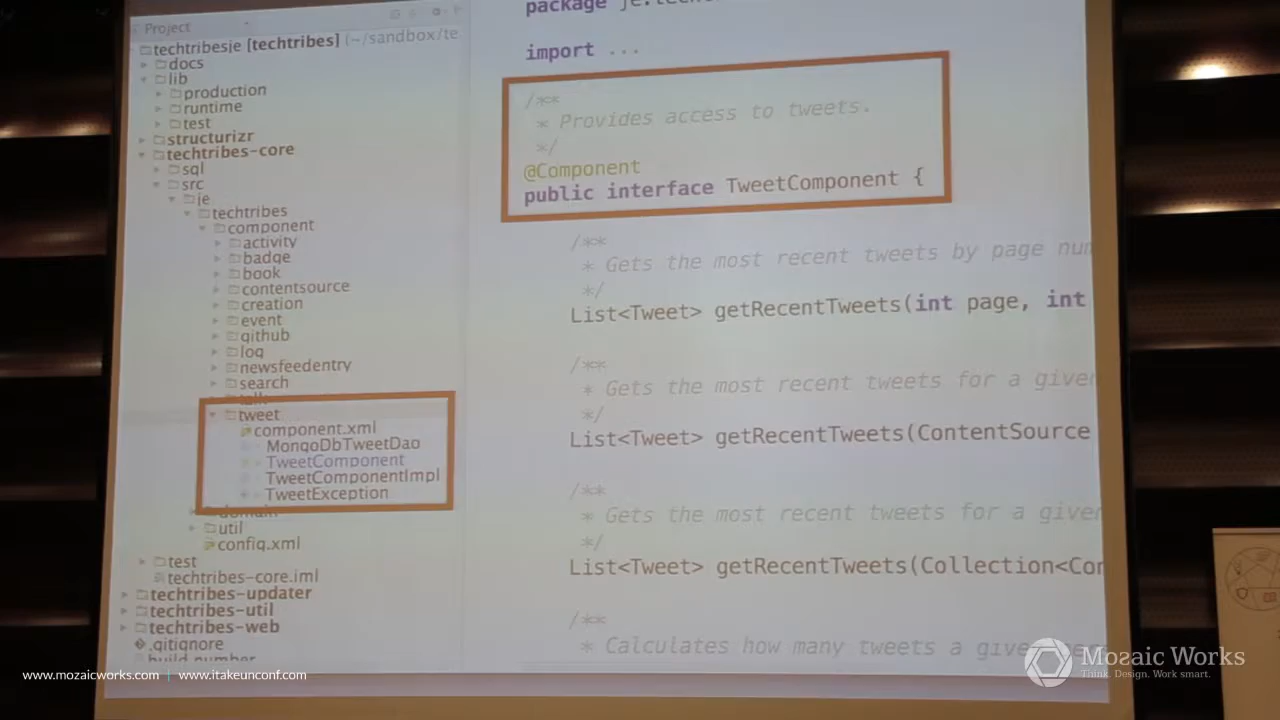 Project
techtribesje [techtribes] (~/sandbox/te
docs
lib
production
runtime
test
structurizr
techtribes-core
sql
src
je
techtribes
component
activity
badge
book
contentsource
creation
event
github
log
newsfeedentry
search
talk
tweet
component.xml
MongoDbTweetDao
TweetComponent
TweetComponentImpl
TweetException
domain
util
config.xml
test
techtribes-core.iml
techtribes-updater
techtribes-util
techtribes-web
.gitignore
build.number
package je.
import ...
/**
* Provides access to tweets.
*/
@Component
public interface TweetComponent {
/**
* Gets the most recent tweets by page num
*/
List<Tweet> getRecentTweets(int page, int
/**
* Gets the most recent tweets for a given
*/
List<Tweet> getRecentTweets(ContentSource
/**
* Gets the most recent tweets for a given
*/
List<Tweet> getRecentTweets(Collection<Con
/**
* Calculates how many tweets a given
Mozaic Works
Think. Design. Work smart.
www.mozaicworks.com | www.itakeunconf.com